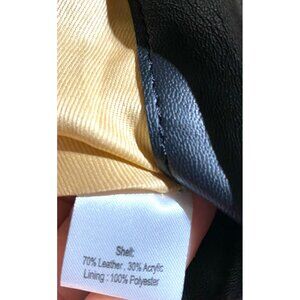 Shell:
70% Leather . 30% Acrylic
Lining : 100% Polyester